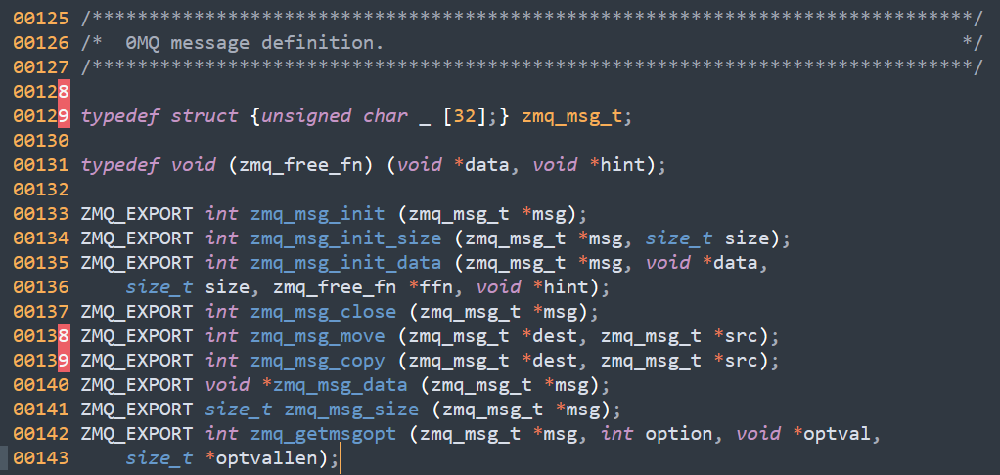 00125 /******************************************************************************/
00126 /*  0MQ message definition.                                                   */
00127 /******************************************************************************/
00128
00129 typedef struct {unsigned char _ [32];} zmq_msg_t;
00130
00131 typedef void (zmq_free_fn) (void *data, void *hint);
00132
00133 ZMQ_EXPORT int zmq_msg_init (zmq_msg_t *msg);
00134 ZMQ_EXPORT int zmq_msg_init_size (zmq_msg_t *msg, size_t size);
00135 ZMQ_EXPORT int zmq_msg_init_data (zmq_msg_t *msg, void *data,
00136     size_t size, zmq_free_fn *ffn, void *hint);
00137 ZMQ_EXPORT int zmq_msg_close (zmq_msg_t *msg);
00138 ZMQ_EXPORT int zmq_msg_move (zmq_msg_t *dest, zmq_msg_t *src);
00139 ZMQ_EXPORT int zmq_msg_copy (zmq_msg_t *dest, zmq_msg_t *src);
00140 ZMQ_EXPORT void *zmq_msg_data (zmq_msg_t *msg);
00141 ZMQ_EXPORT size_t zmq_msg_size (zmq_msg_t *msg);
00142 ZMQ_EXPORT int zmq_getmsgopt (zmq_msg_t *msg, int option, void *optval,
00143     size_t *optvallen);